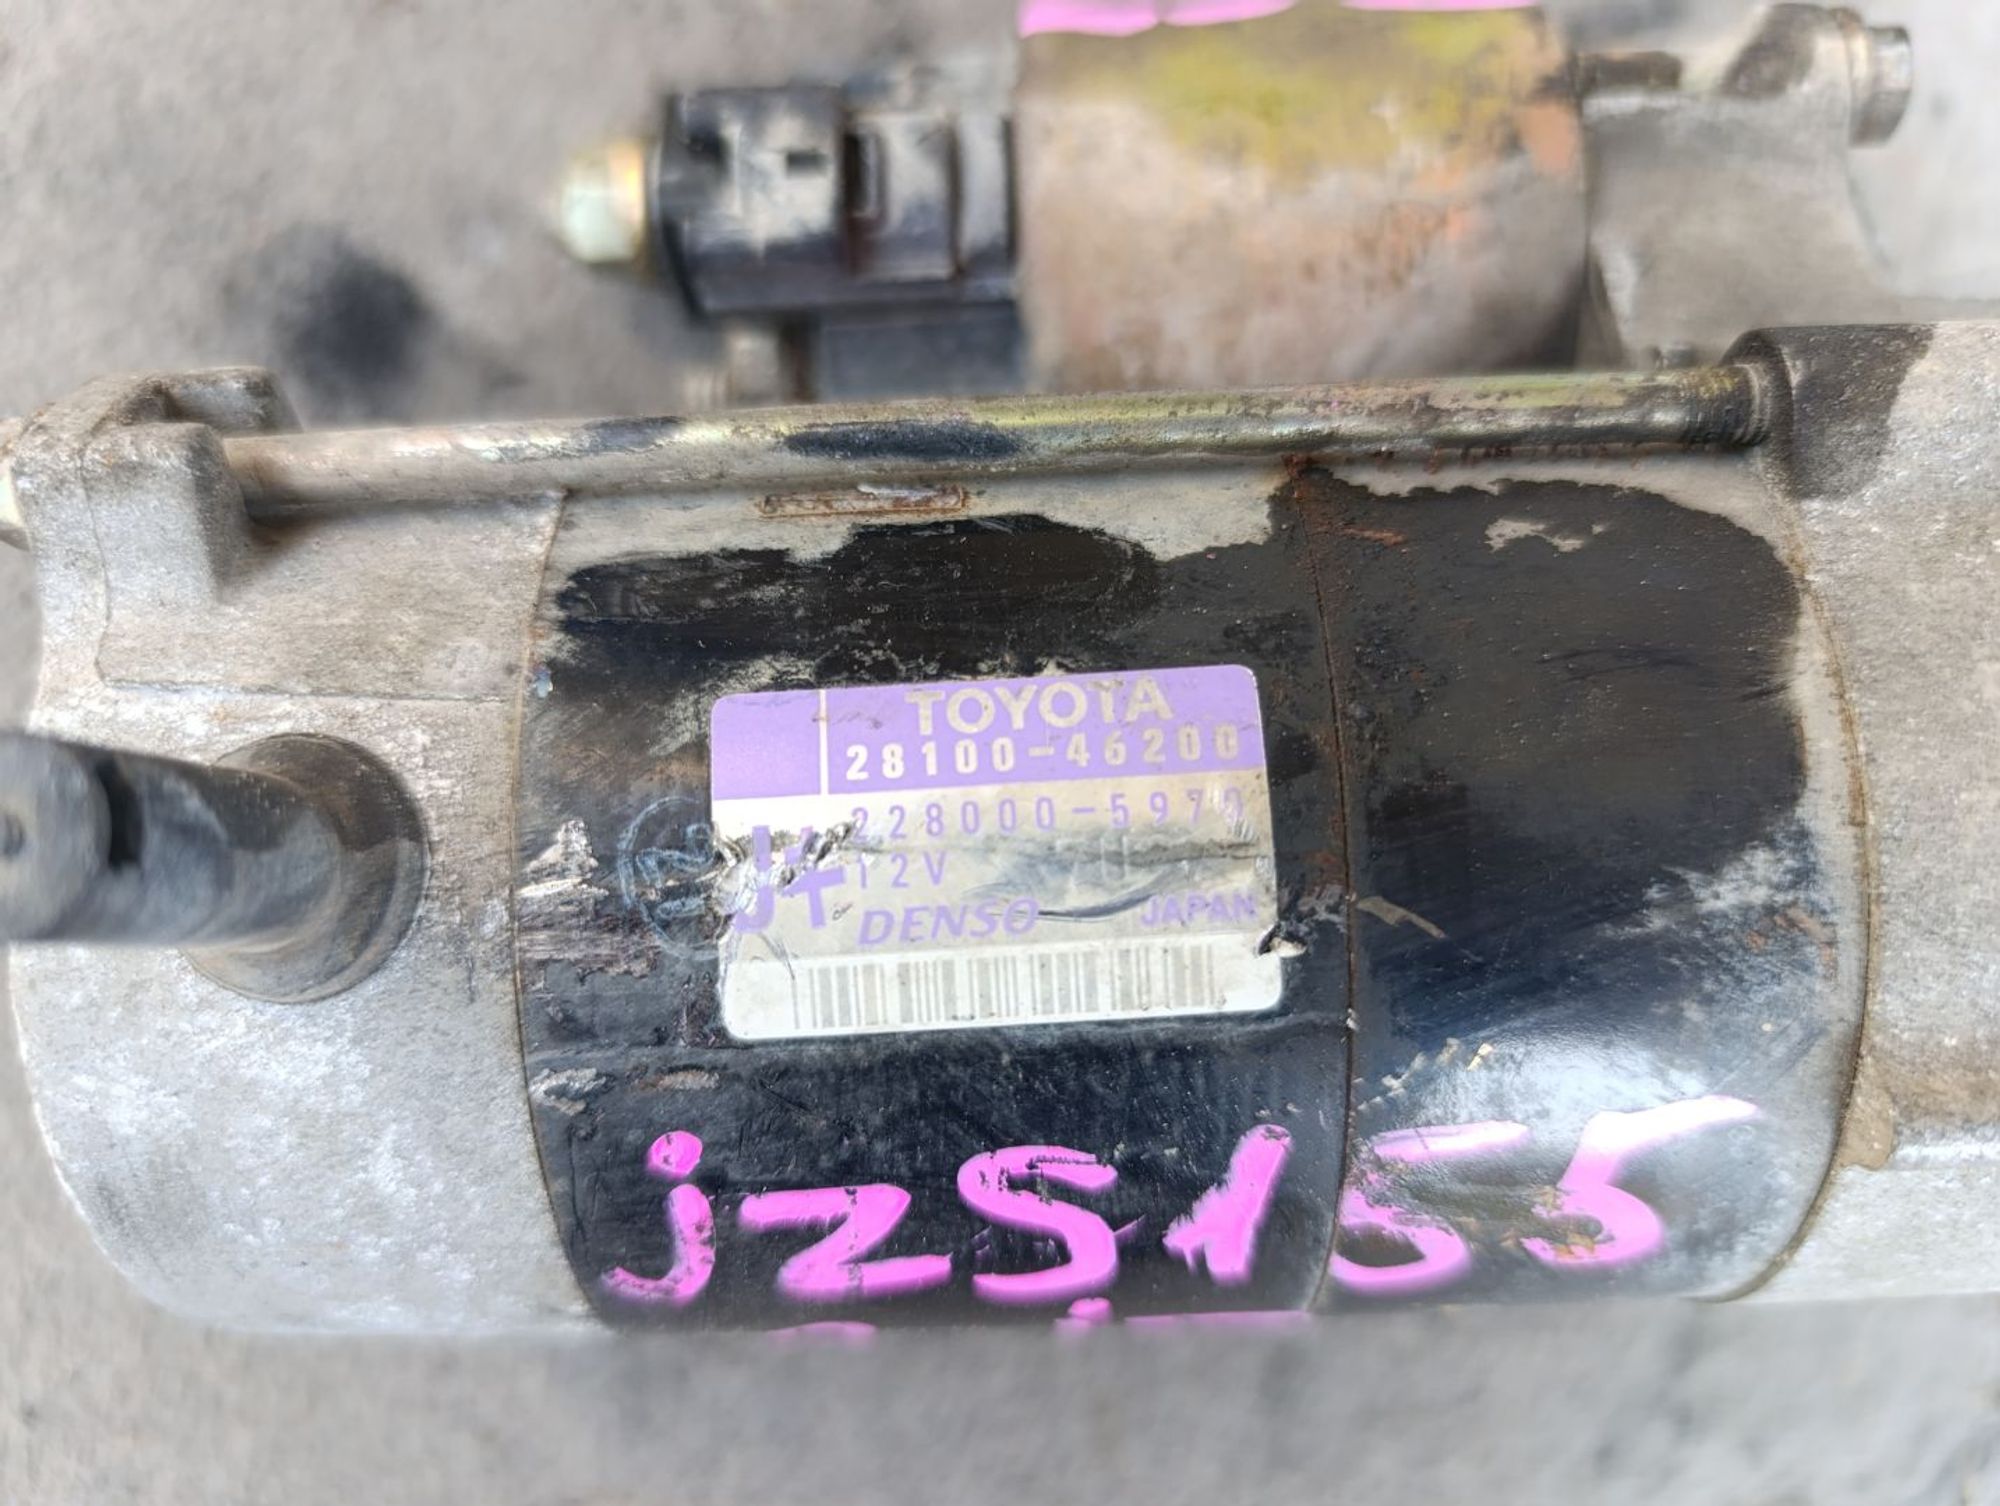 TOYOTA
28100-46200
228000-5970
12V
DENSO JAPAN
jzS155